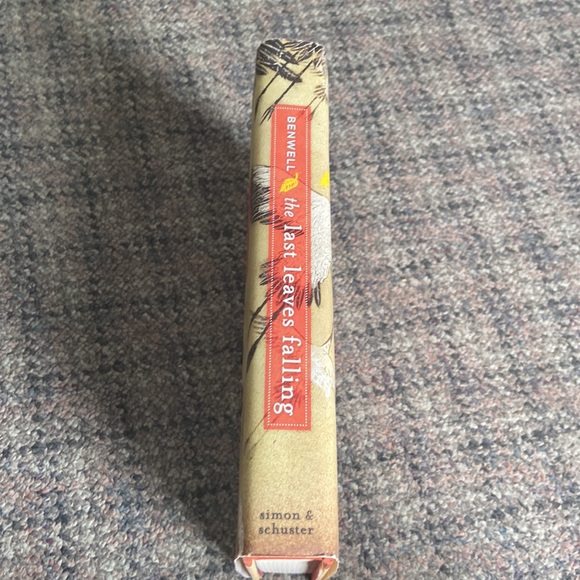 BENWELL
the last leaves falling
simon &
schuster